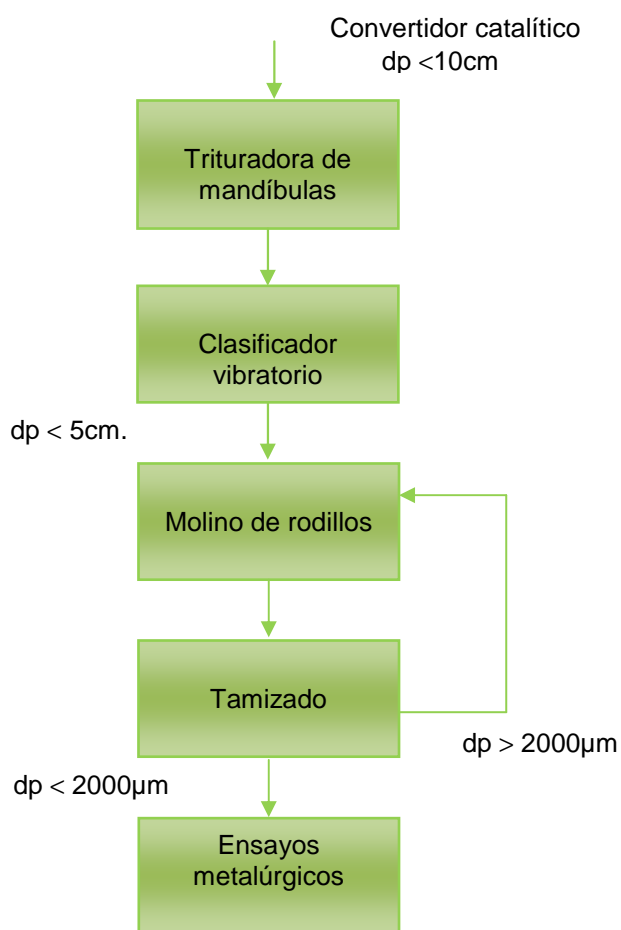 Convertidor catalítico
dp <10cm
Trituradora de
mandíbulas
Clasificador
vibratorio
dp < 5cm.
Molino de rodillos
Tamizado
dp > 2000µm
dp < 2000µm
Ensayos
metalúrgicos